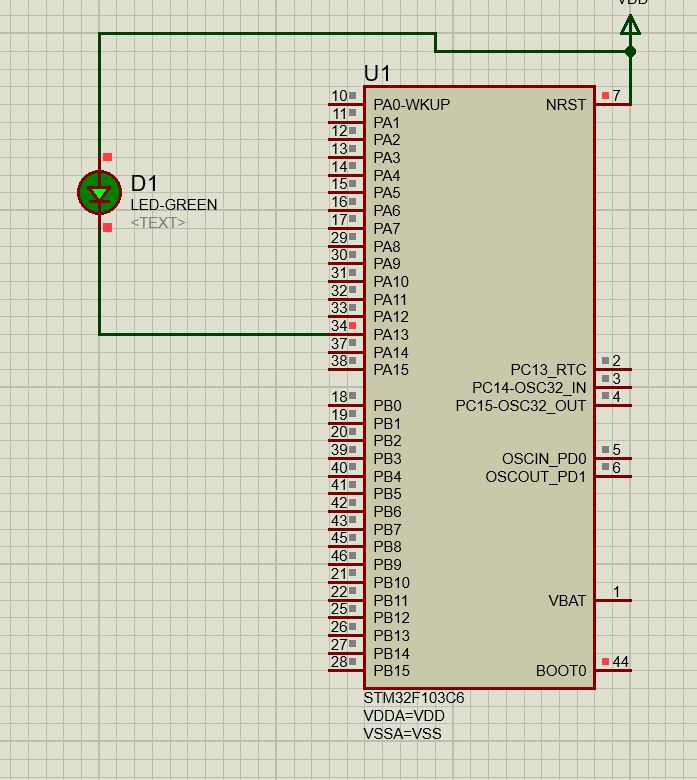 VDD
U1
10 PA0-WKUP NRST 7
11 PA1
12 PA2
13 PA3
14 PA4
15 PA5
16 PA6
17 PA7
29 PA8
30 PA9
31 PA10
32 PA11
33 PA12
34 PA13
37 PA14
38 PA15 PC13_RTC 2
PC14-OSC32_IN 3
18 PB0 PC15-OSC32_OUT 4
19 PB1
20 PB2
39 PB3 OSCIN_PD0 5
40 PB4 OSCOUT_PD1 6
41 PB5
42 PB6
43 PB7
45 PB8
46 PB9
21 PB10
22 PB11 VBAT 1
25 PB12
26 PB13
27 PB14
28 PB15 BOOT0 44
STM32F103C6
VDDA=VDD
VSSA=VSS
D1
LED-GREEN
<TEXT>